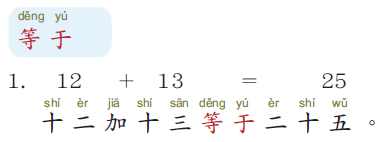 děng yú
等于
1. 12 + 13 = 25
shí èr jiā shí sān děng yú èr shí wǔ
十二加十三等于二十五。